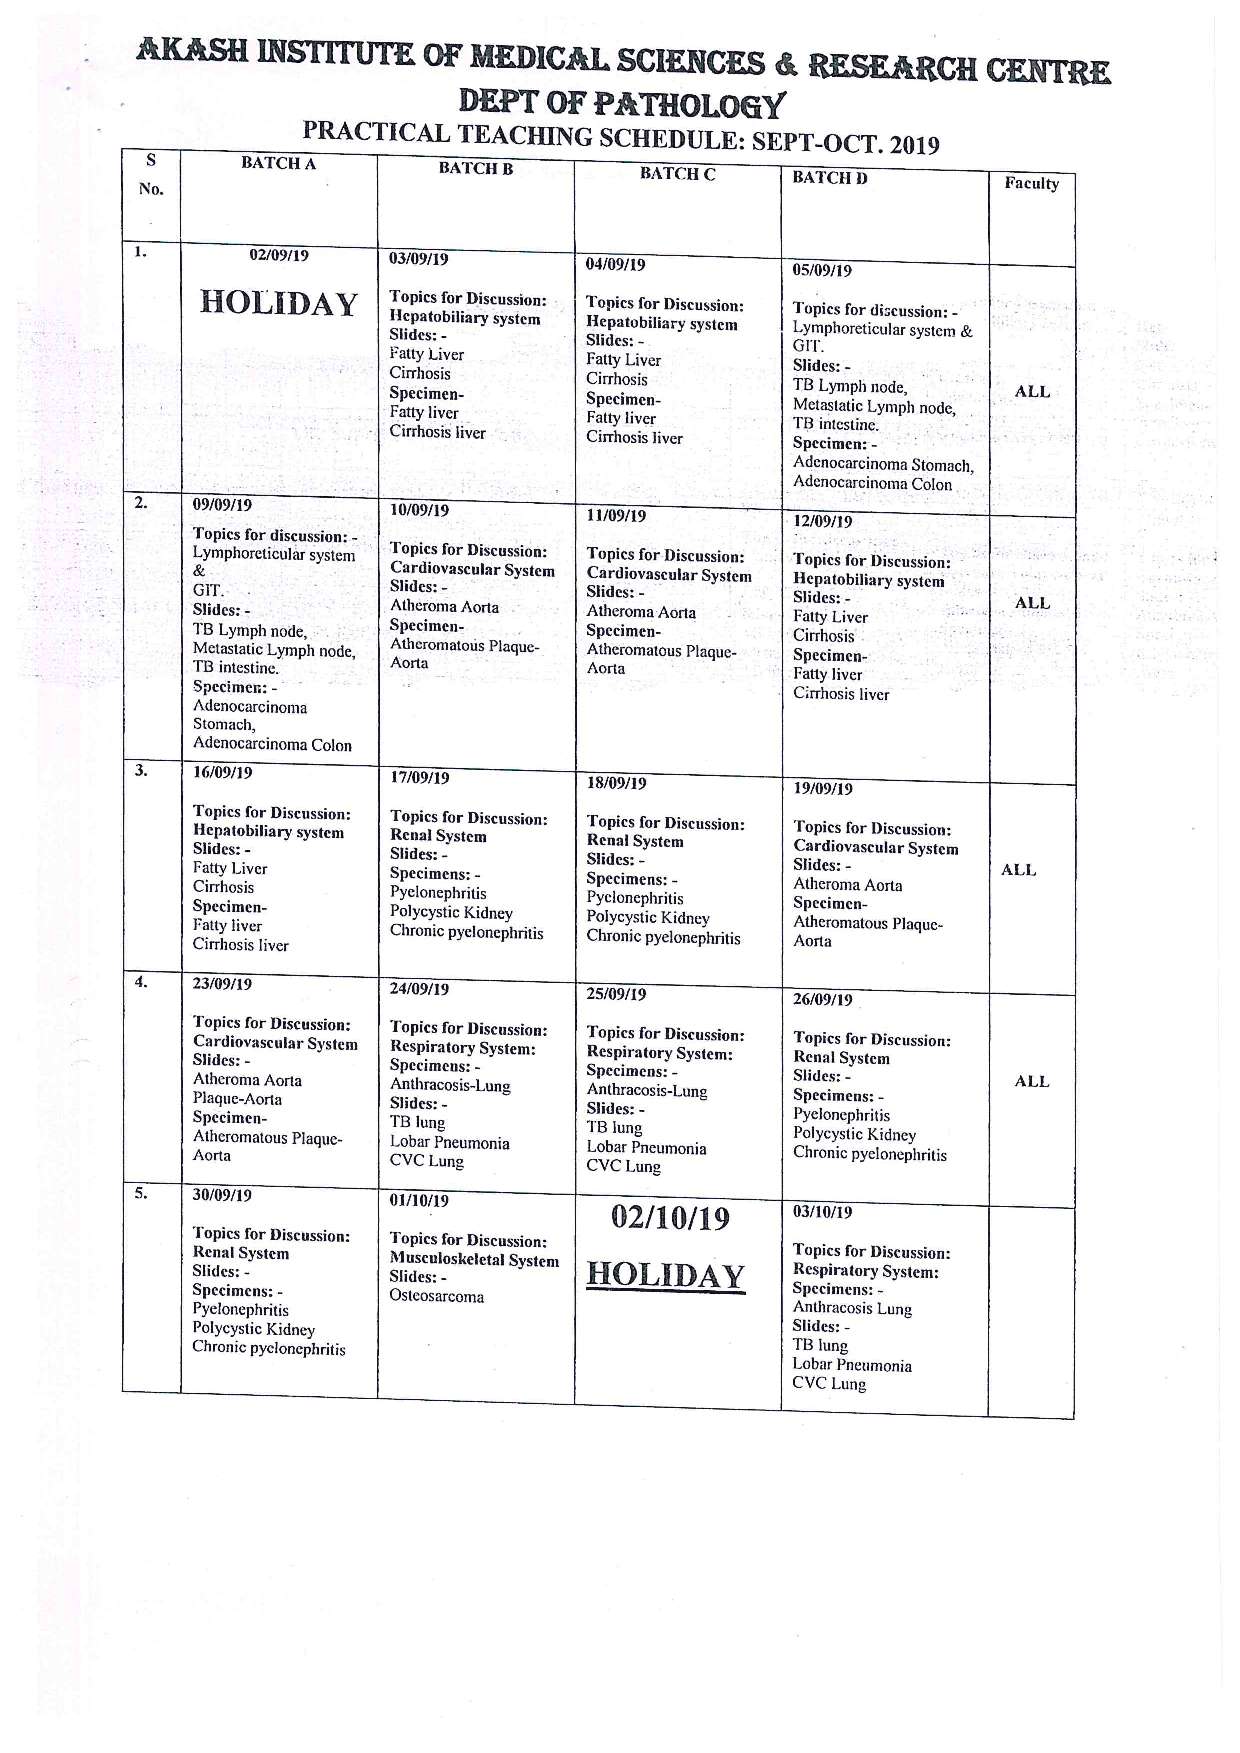 AKASH INSTITUTE OF MEDICAL SCIENCES & RESEARCH CENTRE
DEPT OF PATHOLOGY
PRACTICAL TEACHING SCHEDULE: SEPT-OCT. 2019
S
No.
BATCH A
BATCH B
BATCH C
BATCH D
Faculty
1.
02/09/19
HOLIDAY
03/09/19
Topics for Discussion:
Hepatobiliary system
Slides: -
Fatty Liver
Cirrhosis
Specimen-
Fatty liver
Cirrhosis liver
04/09/19
Topics for Discussion:
Hepatobiliary system
Slides: -
Fatty Liver
Cirrhosis
Specimen-
Fatty liver
Cirrhosis liver
05/09/19
Topics for discussion: -
Lymphoreticular system &
GIT.
Slides: -
TB Lymph node,
Metastatic Lymph node,
TB intestine.
Specimen: -
Adenocarcinoma Stomach,
Adenocarcinoma Colon
ALL
2.
09/09/19
Topics for discussion: -
Lymphoreticular system
&
GIT.
Slides: -
TB Lymph node,
Metastatic Lymph node,
TB intestine.
Specimen: -
Adenocarcinoma
Stomach,
Adenocarcinoma Colon
10/09/19
Topics for Discussion:
Cardiovascular System
Slides: -
Atheroma Aorta
Specimen-
Atheromatous Plaque-
Aorta
11/09/19
Topics for Discussion:
Cardiovascular System
Slides: -
Atheroma Aorta
Specimen-
Atheromatous Plaque-
Aorta
12/09/19
Topics for Discussion:
Hepatobiliary system
Slides: -
Fatty Liver
Cirrhosis
Specimen-
Fatty liver
Cirrhosis liver
ALL
3.
16/09/19
Topics for Discussion:
Hepatobiliary system
Slides: -
Fatty Liver
Cirrhosis
Specimen-
Fatty liver
Cirrhosis liver
17/09/19
Topics for Discussion:
Renal System
Slides: -
Specimens: -
Pyelonephritis
Polycystic Kidney
Chronic pyelonephritis
18/09/19
Topics for Discussion:
Renal System
Slides: -
Specimens: -
Pyelonephritis
Polycystic Kidney
Chronic pyelonephritis
19/09/19
Topics for Discussion:
Cardiovascular System
Slides: -
Atheroma Aorta
Specimen-
Atheromatous Plaque-
Aorta
ALL
4.
23/09/19
Topics for Discussion:
Cardiovascular System
Slides: -
Atheroma Aorta
Plaque-Aorta
Specimen-
Atheromatous Plaque-
Aorta
24/09/19
Topics for Discussion:
Respiratory System:
Specimens: -
Anthracosis-Lung
Slides: -
TB lung
Lobar Pneumonia
CVC Lung
25/09/19
Topics for Discussion:
Respiratory System:
Specimens: -
Anthracosis-Lung
Slides: -
TB lung
Lobar Pneumonia
CVC Lung
26/09/19
Topics for Discussion:
Renal System
Slides: -
Specimens: -
Pyelonephritis
Polycystic Kidney
Chronic pyelonephritis
ALL
5.
30/09/19
Topics for Discussion:
Renal System
Slides: -
Specimens: -
Pyelonephritis
Polycystic Kidney
Chronic pyelonephritis
01/10/19
Topics for Discussion:
Musculoskeletal System
Slides: -
Osteosarcoma
02/10/19
HOLIDAY
03/10/19
Topics for Discussion:
Respiratory System:
Specimens: -
Anthracosis Lung
Slides: -
TB lung
Lobar Pneumonia
CVC Lung